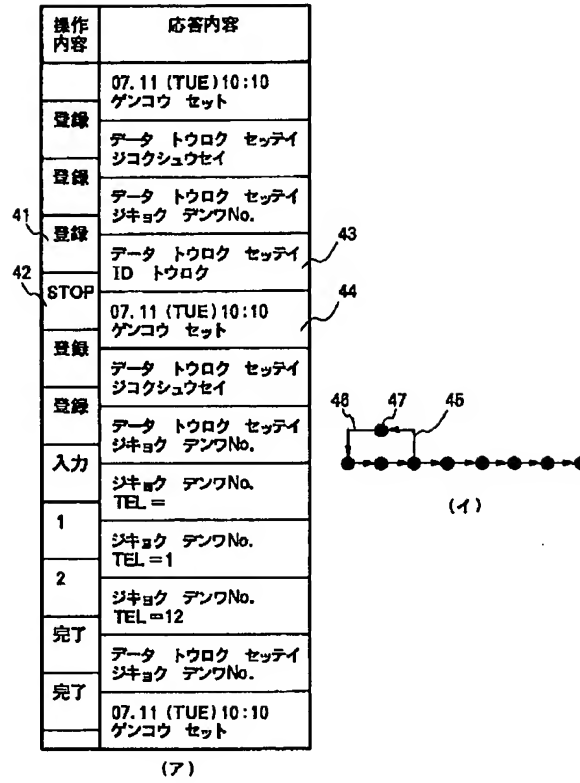 操作
内容
応答内容
07.11 (TUE) 10:10
ゲンコウ セット
登録
データ トウロク セッテイ
ジコクシュウセイ
登録
データ トウロク セッテイ
ジキョク デンワNo.
41
登録
データ トウロク セッテイ
ID トウロク
43
42
STOP
07.11 (TUE) 10:10
ゲンコウ セット
44
登録
データ トウロク セッテイ
ジコクシュウセイ
登録
データ トウロク セッテイ
ジキョク デンワNo.
入力
ジキョク デンワNo.
TEL=
1
ジキョク デンワNo.
TEL=1
2
ジキョク デンワNo.
TEL=12
完了
データ トウロク セッテイ
ジキョク デンワNo.
完了
07.11 (TUE) 10:10
ゲンコウ セット
(ア)
46 47 45
(イ)